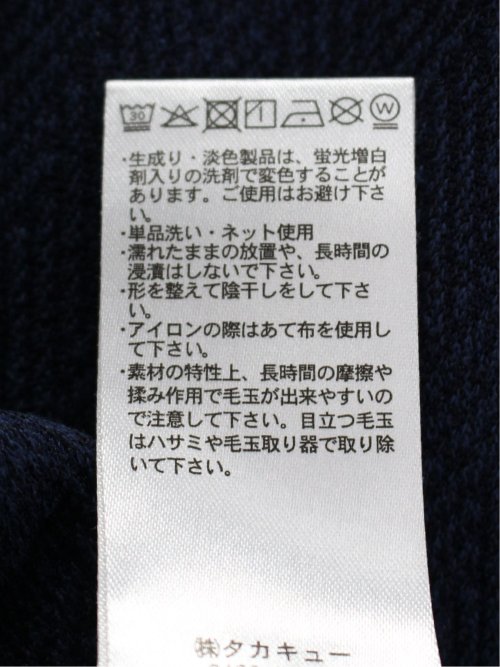 30 W
・生成り・淡色製品は、蛍光増白
剤入りの洗剤で変色することが
あります。ご使用はお避け下さ
い。
・単品洗い・ネット使用
・濡れたままの放置や、長時間の
浸漬はしないで下さい。
・形を整えて陰干しをして下さ
い。
・アイロンの際はあて布を使用し
て下さい。
・素材の特性上、長時間の摩擦や
揉み作用で毛玉が出来やすいの
で注意して下さい。目立つ毛玉
はハサミや毛玉取り器で取り除
いて下さい。
㈱タカキュー